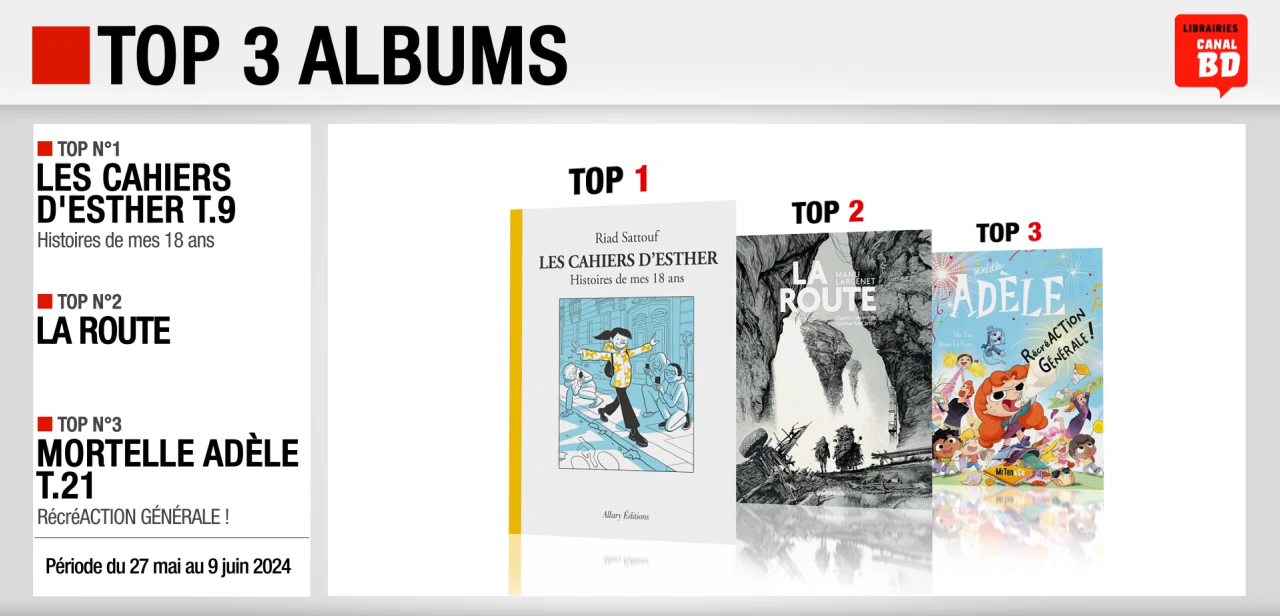 TOP 3 ALBUMS
LIBRAIRIES
CANAL
BD
TOP N°1
LES CAHIERS
D'ESTHER T.9
Histoires de mes 18 ans
TOP N°2
LA ROUTE
TOP N°3
MORTELLE ADÈLE
T.21
RécréACTION GÉNÉRALE !
Période du 27 mai au 9 juin 2024
TOP 1
Riad Sattouf
LES CAHIERS D'ESTHER
Histoires de mes 18 ans
Allary Éditions
TOP 2
LA
ROUTE
MANU
LARCENET
TOP 3
mortelle
ADÈLE
Mr Tan
RécréACTION
GÉNÉRALE !